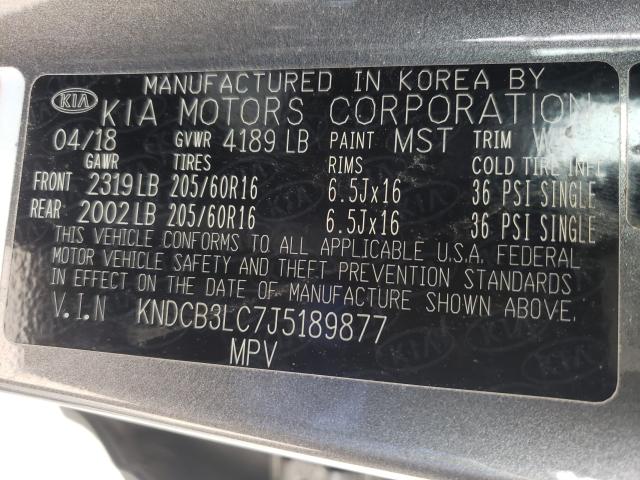 MANUFACTURED IN KOREA BY
KIA KIA MOTORS CORPORATION
04/18 GVWR 4189 LB PAINT MST TRIM
GAWR TIRES RIMS COLD TIRE INFL
FRONT 2319 LB 205/60R16 6.5Jx16 36 PSI SINGLE
REAR 2002 LB 205/60R16 6.5Jx16 36 PSI SINGLE
THIS VEHICLE CONFORMS TO ALL APPLICABLE U.S.A. FEDERAL
MOTOR VEHICLE SAFETY AND THEFT PREVENTION STANDARDS
IN EFFECT ON THE DATE OF MANUFACTURE SHOWN ABOVE.
V.I.N KNDCB3LC7J5189877
MPV